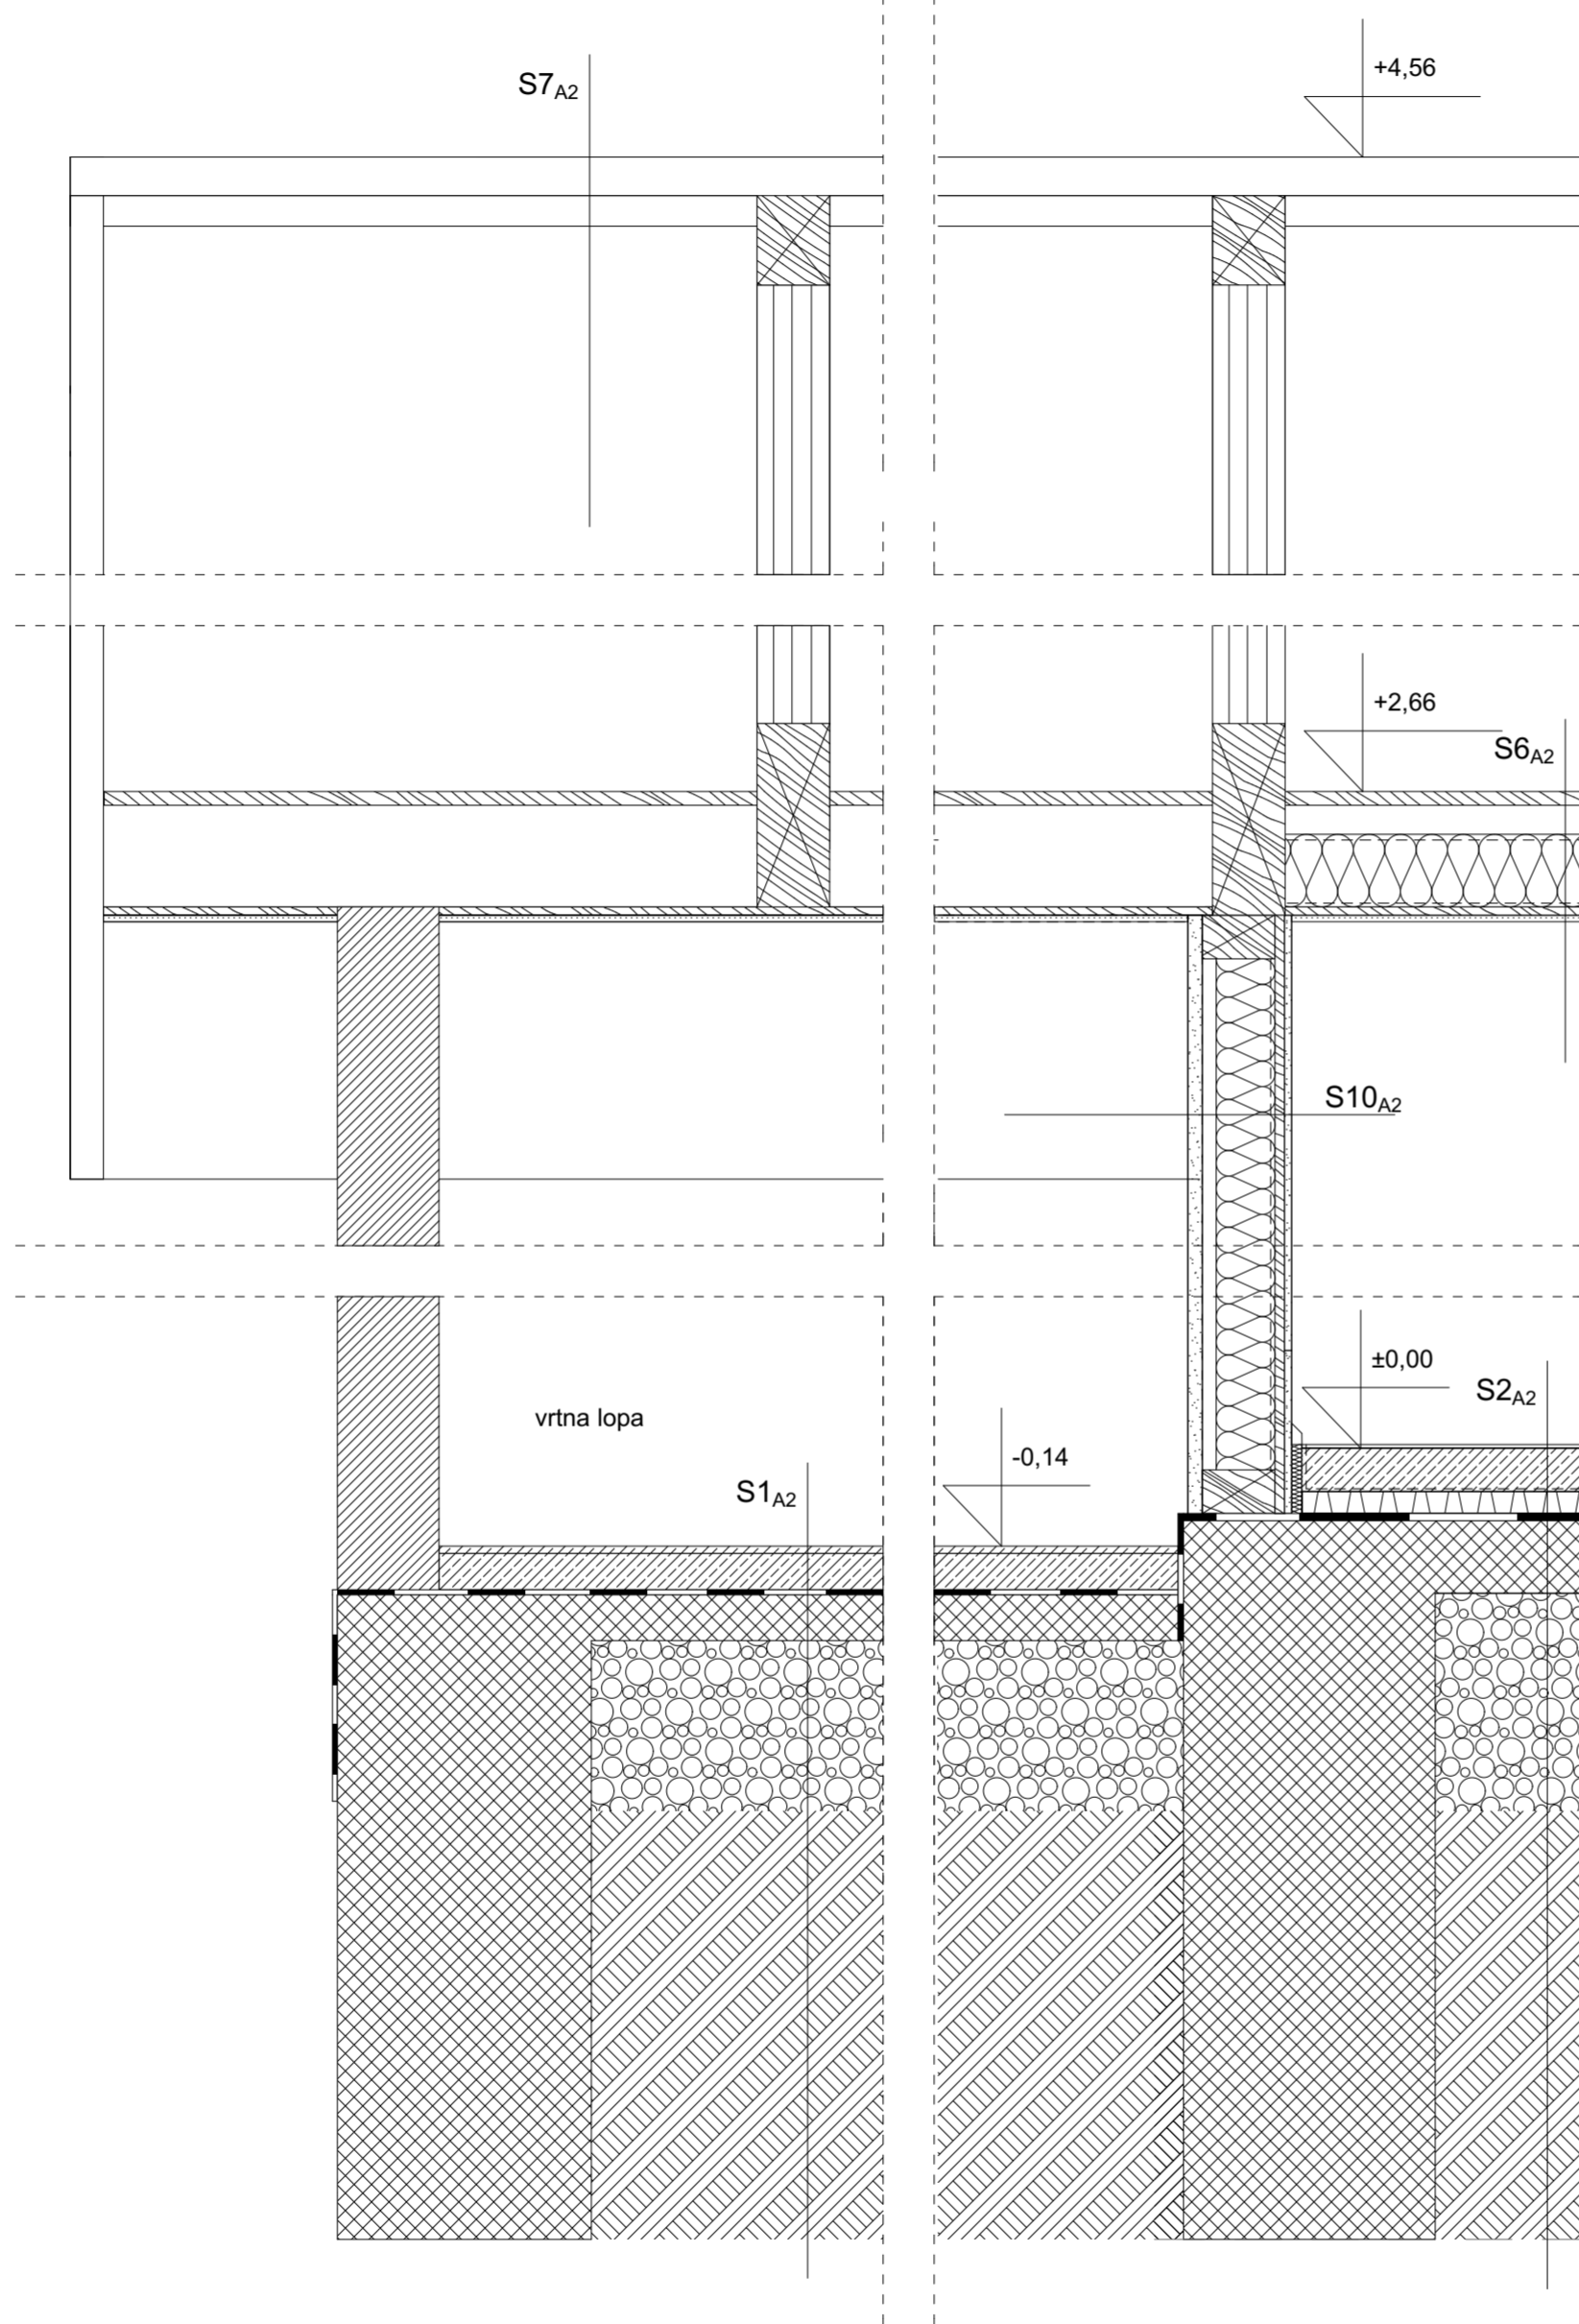 +4,56
S7A2
+2,66
S6A2
S10A2
±0,00
S2A2
vrtna lopa
-0,14
S1A2